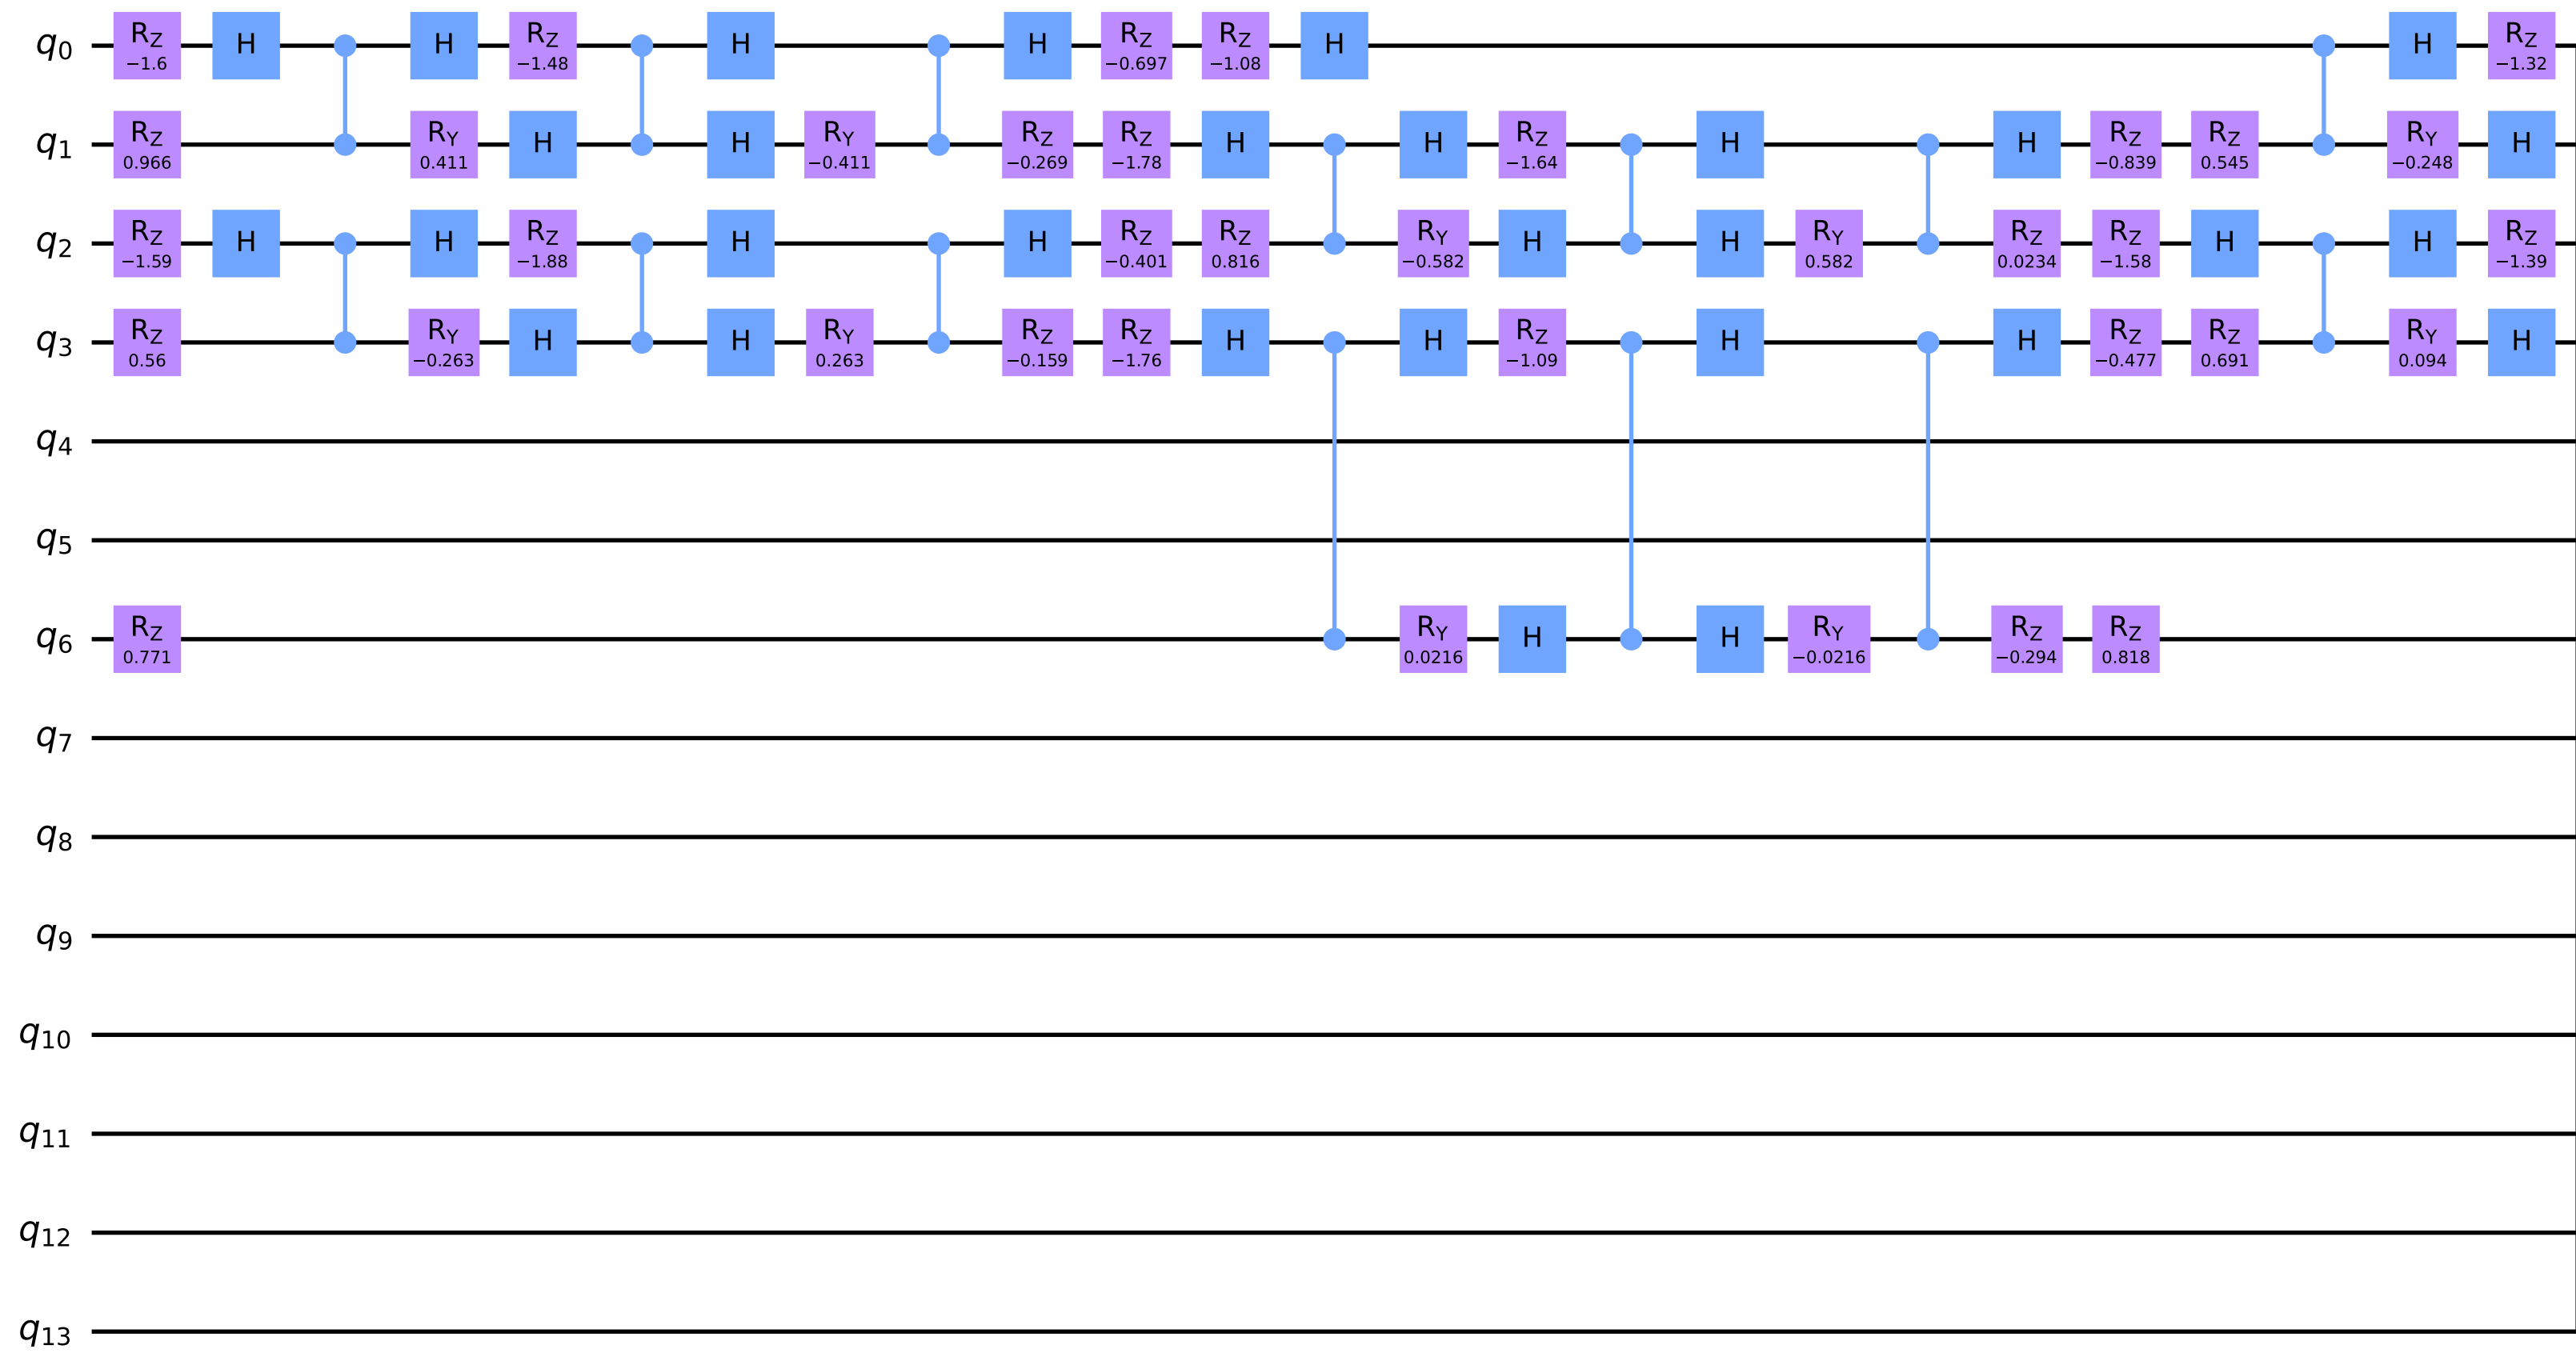 q0 RZ −1.6 H H RZ −1.48 H H RZ −0.697 RZ −1.08 H H RZ −1.32
q1 RZ 0.966 RY 0.411 H H RY −0.411 RZ −0.269 RZ −1.78 H H RZ −1.64 H H RZ −0.839 RZ 0.545 RY −0.248 H
q2 RZ −1.59 H H RZ −1.88 H H RZ −0.401 RZ 0.816 RY −0.582 H H RY 0.582 RZ 0.0234 RZ −1.58 H H RZ −1.39
q3 RZ 0.56 RY −0.263 H H RY 0.263 RZ −0.159 RZ −1.76 H H RZ −1.09 H H RZ −0.477 RZ 0.691 RY 0.094 H
q4
q5
q6 RZ 0.771 RY 0.0216 H H RY −0.0216 RZ −0.294 RZ 0.818
q7
q8
q9
q10
q11
q12
q13